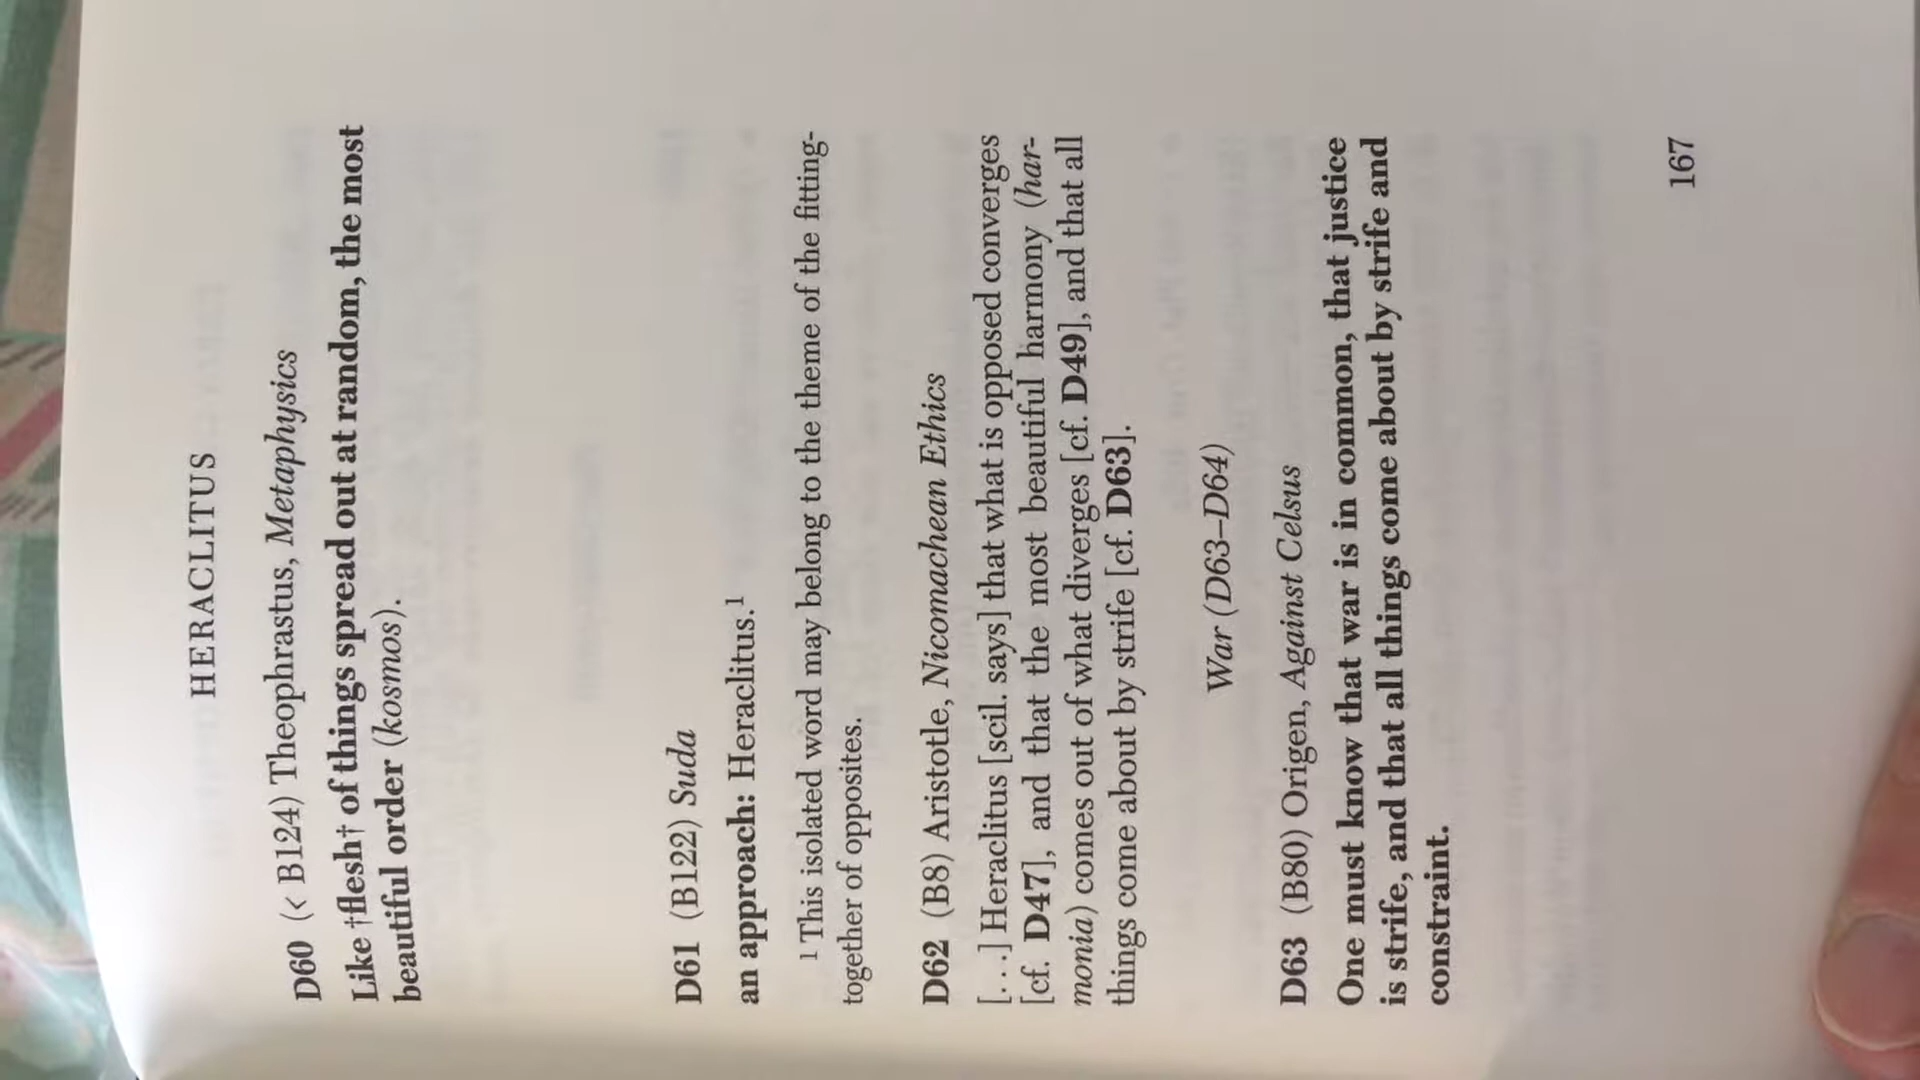 HERACLITUS
D60 (< B124) Theophrastus, Metaphysics
Like †flesh† of things spread out at random, the most
beautiful order (kosmos).
D61 (B122) Suda
an approach: Heraclitus.¹
¹ This isolated word may belong to the theme of the fitting-
together of opposites.
D62 (B8) Aristotle, Nicomachean Ethics
[. . .] Heraclitus [scil. says] that what is opposed converges
[cf. D47], and that the most beautiful harmony (har-
monia) comes out of what diverges [cf. D49], and that all
things come about by strife [cf. D63].
War (D63–D64)
D63 (B80) Origen, Against Celsus
One must know that war is in common, that justice
is strife, and that all things come about by strife and
constraint.
167